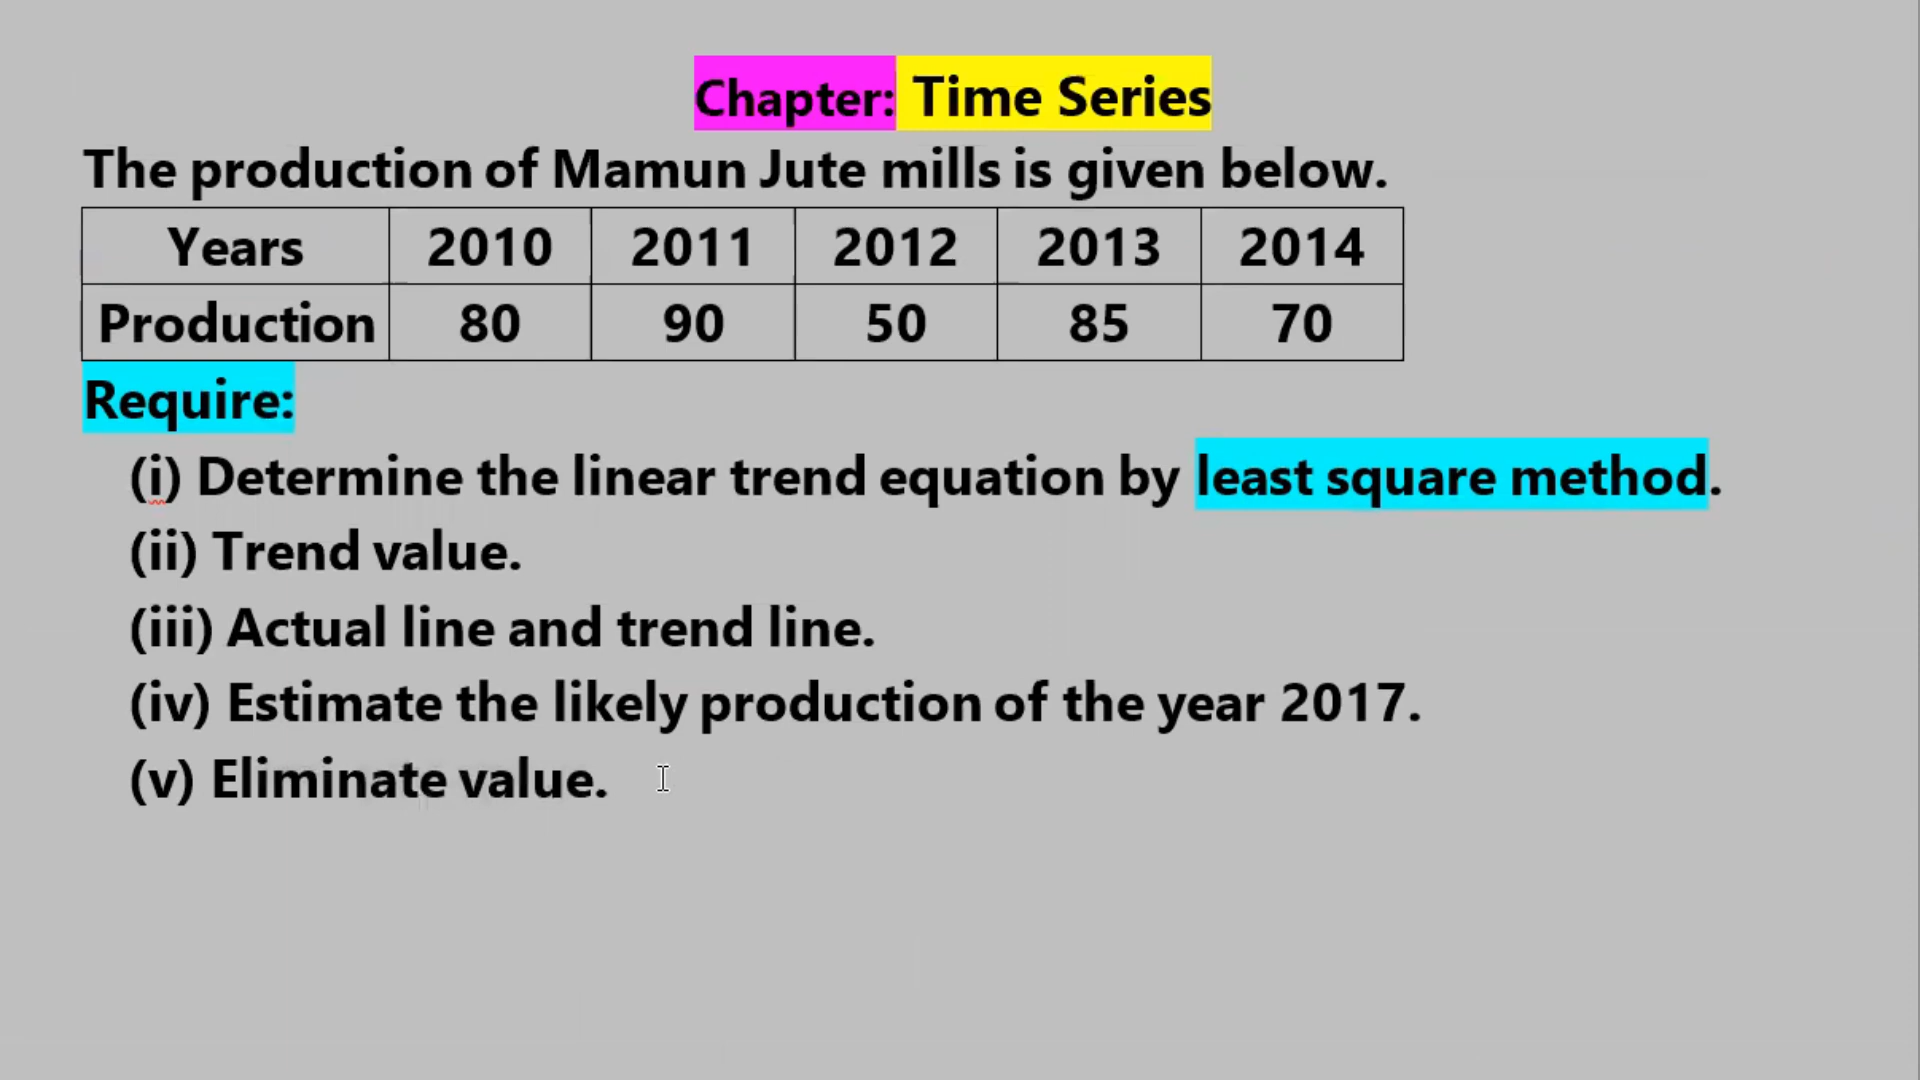 Chapter: Time Series
The production of Mamun Jute mills is given below.
Years 2010 2011 2012 2013 2014
Production 80 90 50 85 70
Require:
(i) Determine the linear trend equation by least square method.
(ii) Trend value.
(iii) Actual line and trend line.
(iv) Estimate the likely production of the year 2017.
(v) Eliminate value.